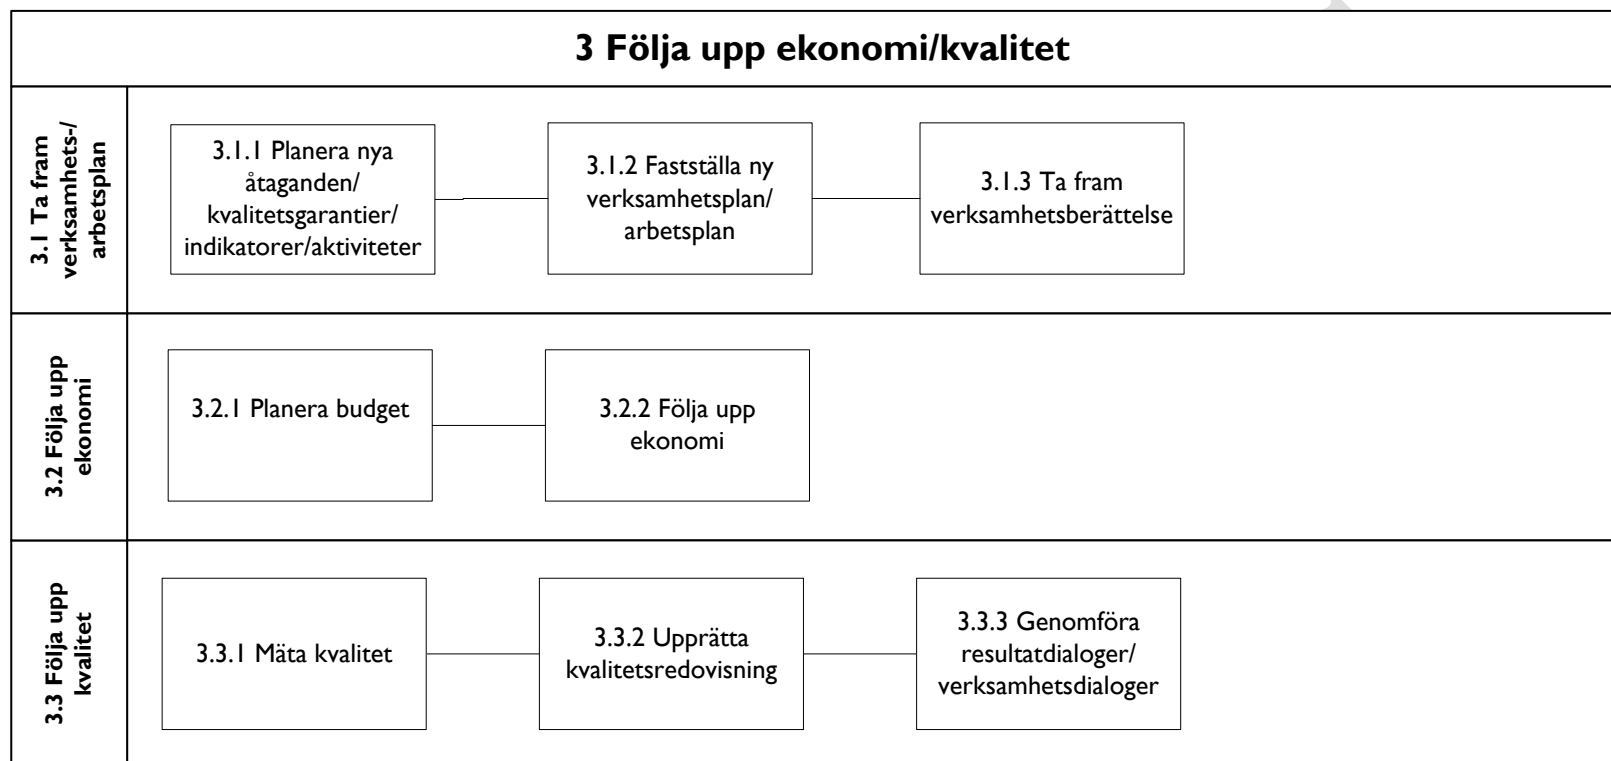 3 Följa upp ekonomi/kvalitet
3.1 Ta fram
verksamhets-/
arbetsplan
3.1.1 Planera nya
åtaganden/
kvalitetsgarantier/
indikatorer/aktiviteter
3.1.2 Fastställa ny
verksamhetsplan/
arbetsplan
3.1.3 Ta fram
verksamhetsberättelse
3.2 Följa upp
ekonomi
3.2.1 Planera budget
3.2.2 Följa upp
ekonomi
3.3 Följa upp
kvalitet
3.3.1 Mäta kvalitet
3.3.2 Upprätta
kvalitetsredovisning
3.3.3 Genomföra
resultatdialoger/
verksamhetsdialoger